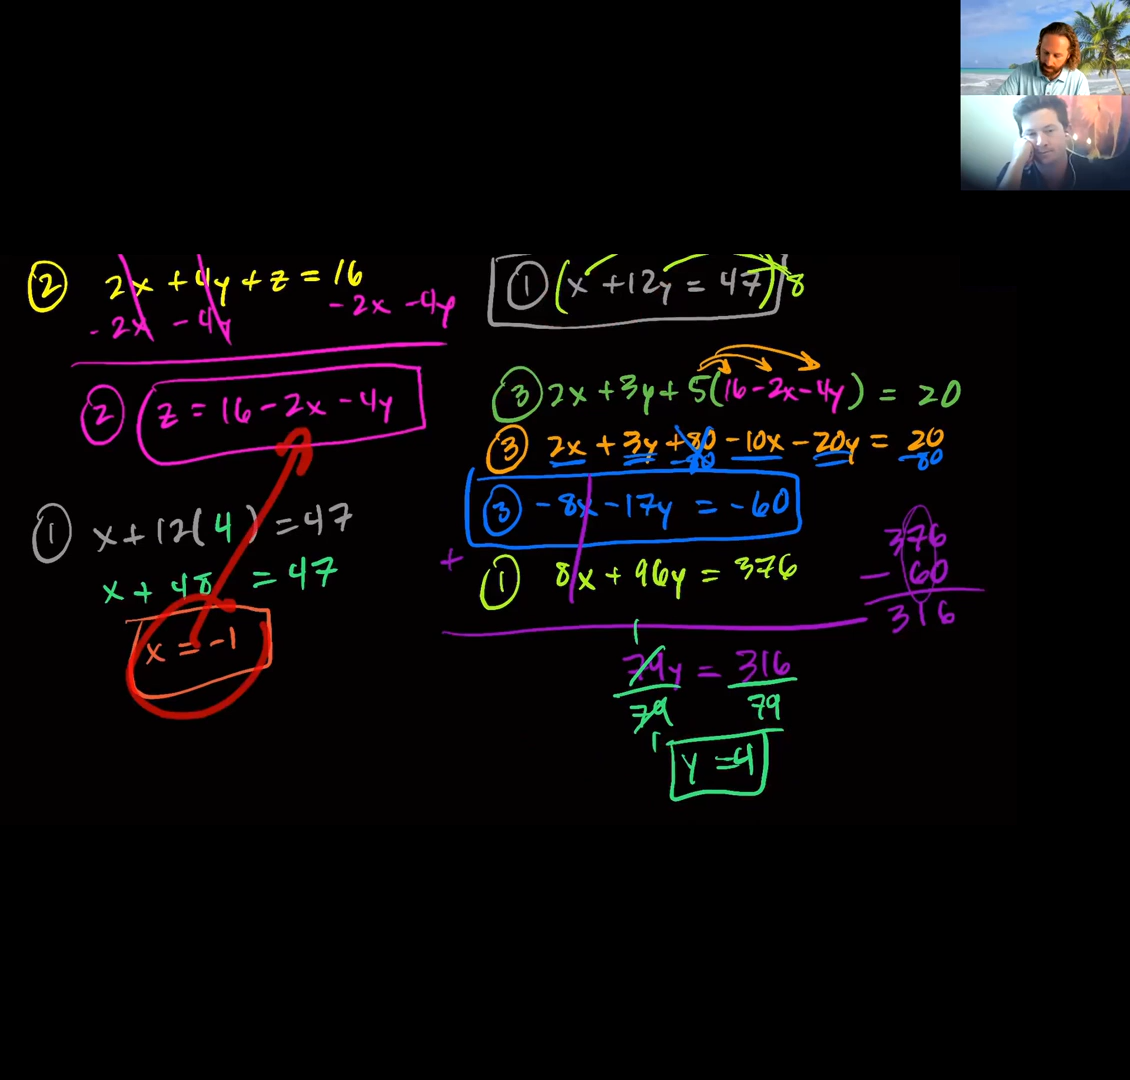 ② 2x + 4y + z = 16
- 2x - 4y - 2x - 4y
② z = 16 - 2x - 4y
① x + 12(4) = 47
x + 48 = 47
x = -1
① (x + 12y = 47) 8
③ 2x + 3y + 5(16 - 2x - 4y) = 20
③ 2x + 3y + 80 - 10x - 20y = 20
- 80 - 80
③ - 8x - 17y = - 60
+ ① 8x + 96y = 376
376
- 60
316
1
79y = 316
79 79
1
y = 4